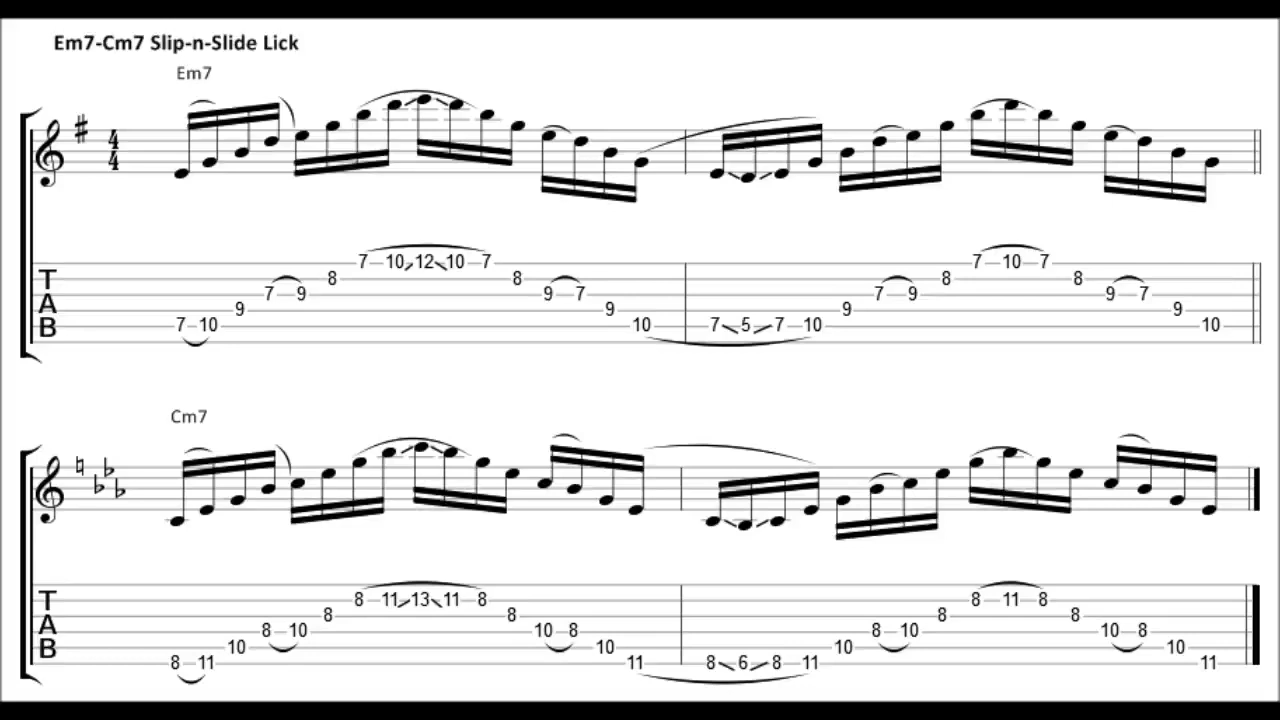 Em7-Cm7 Slip-n-Slide Lick
Em7
4
4
7 10 12 10 7 7 10 7
T 8 8 8 8
7 9 9 7 7 9 9 7
A 9 9 9 9
B 7 10 10 7 5 7 10 10
Cm7
T 8 11 13 11 8 8 11 8
8 8 8 8
A 8 10 10 8 8 10 10 8
10 10 10 10
B 8 11 11 8 6 8 11 11